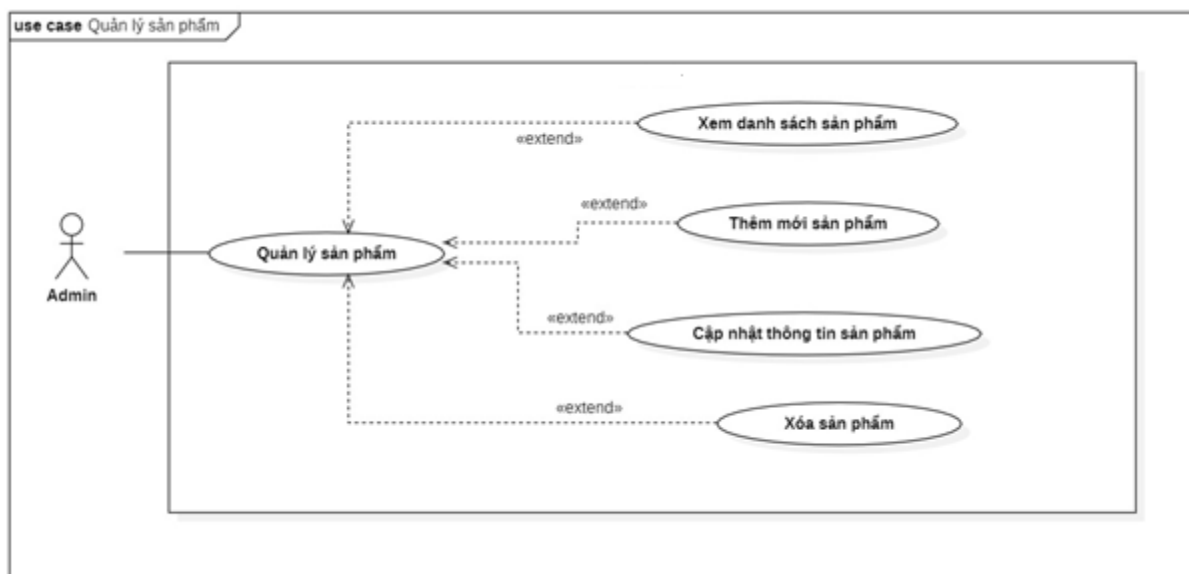 use case Quản lý sản phẩm
Xem danh sách sản phẩm
«extend»
«extend»
Thêm mới sản phẩm
Quản lý sản phẩm
Admin
«extend»
Cập nhật thông tin sản phẩm
«extend»
Xóa sản phẩm